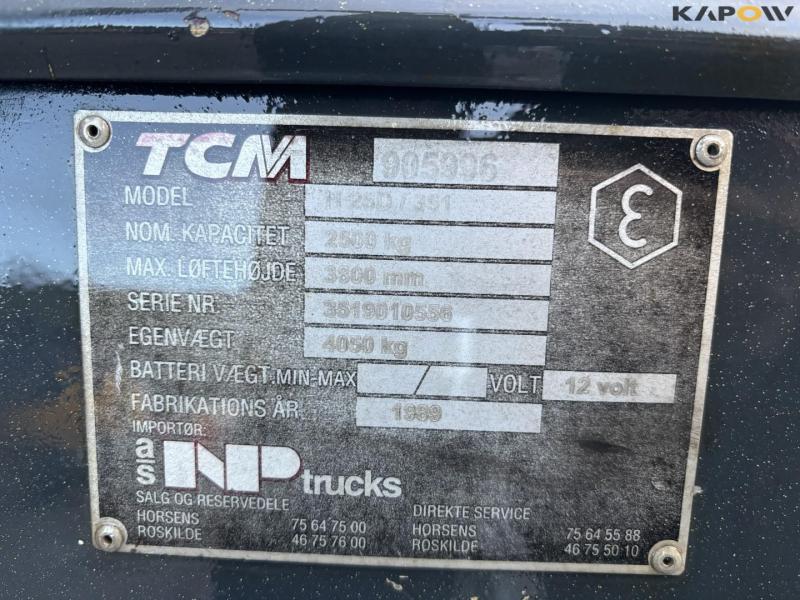 KAPOW
TCM 905996
MODEL H 25D / 351
NOM. KAPACITET 2500 kg
MAX. LØFTEHØJDE 3800 mm
SERIE NR. 3519010556
EGENVÆGT 4050 kg
BATTERI VÆGT.MIN-MAX / VOLT 12 volt
FABRIKATIONS ÅR 1989
IMPORTØR:
a/s NP trucks
SALG OG RESERVEDELE
HORSENS 75 64 75 00
ROSKILDE 46 75 76 00
DIREKTE SERVICE
HORSENS 75 64 55 88
ROSKILDE 46 75 50 10